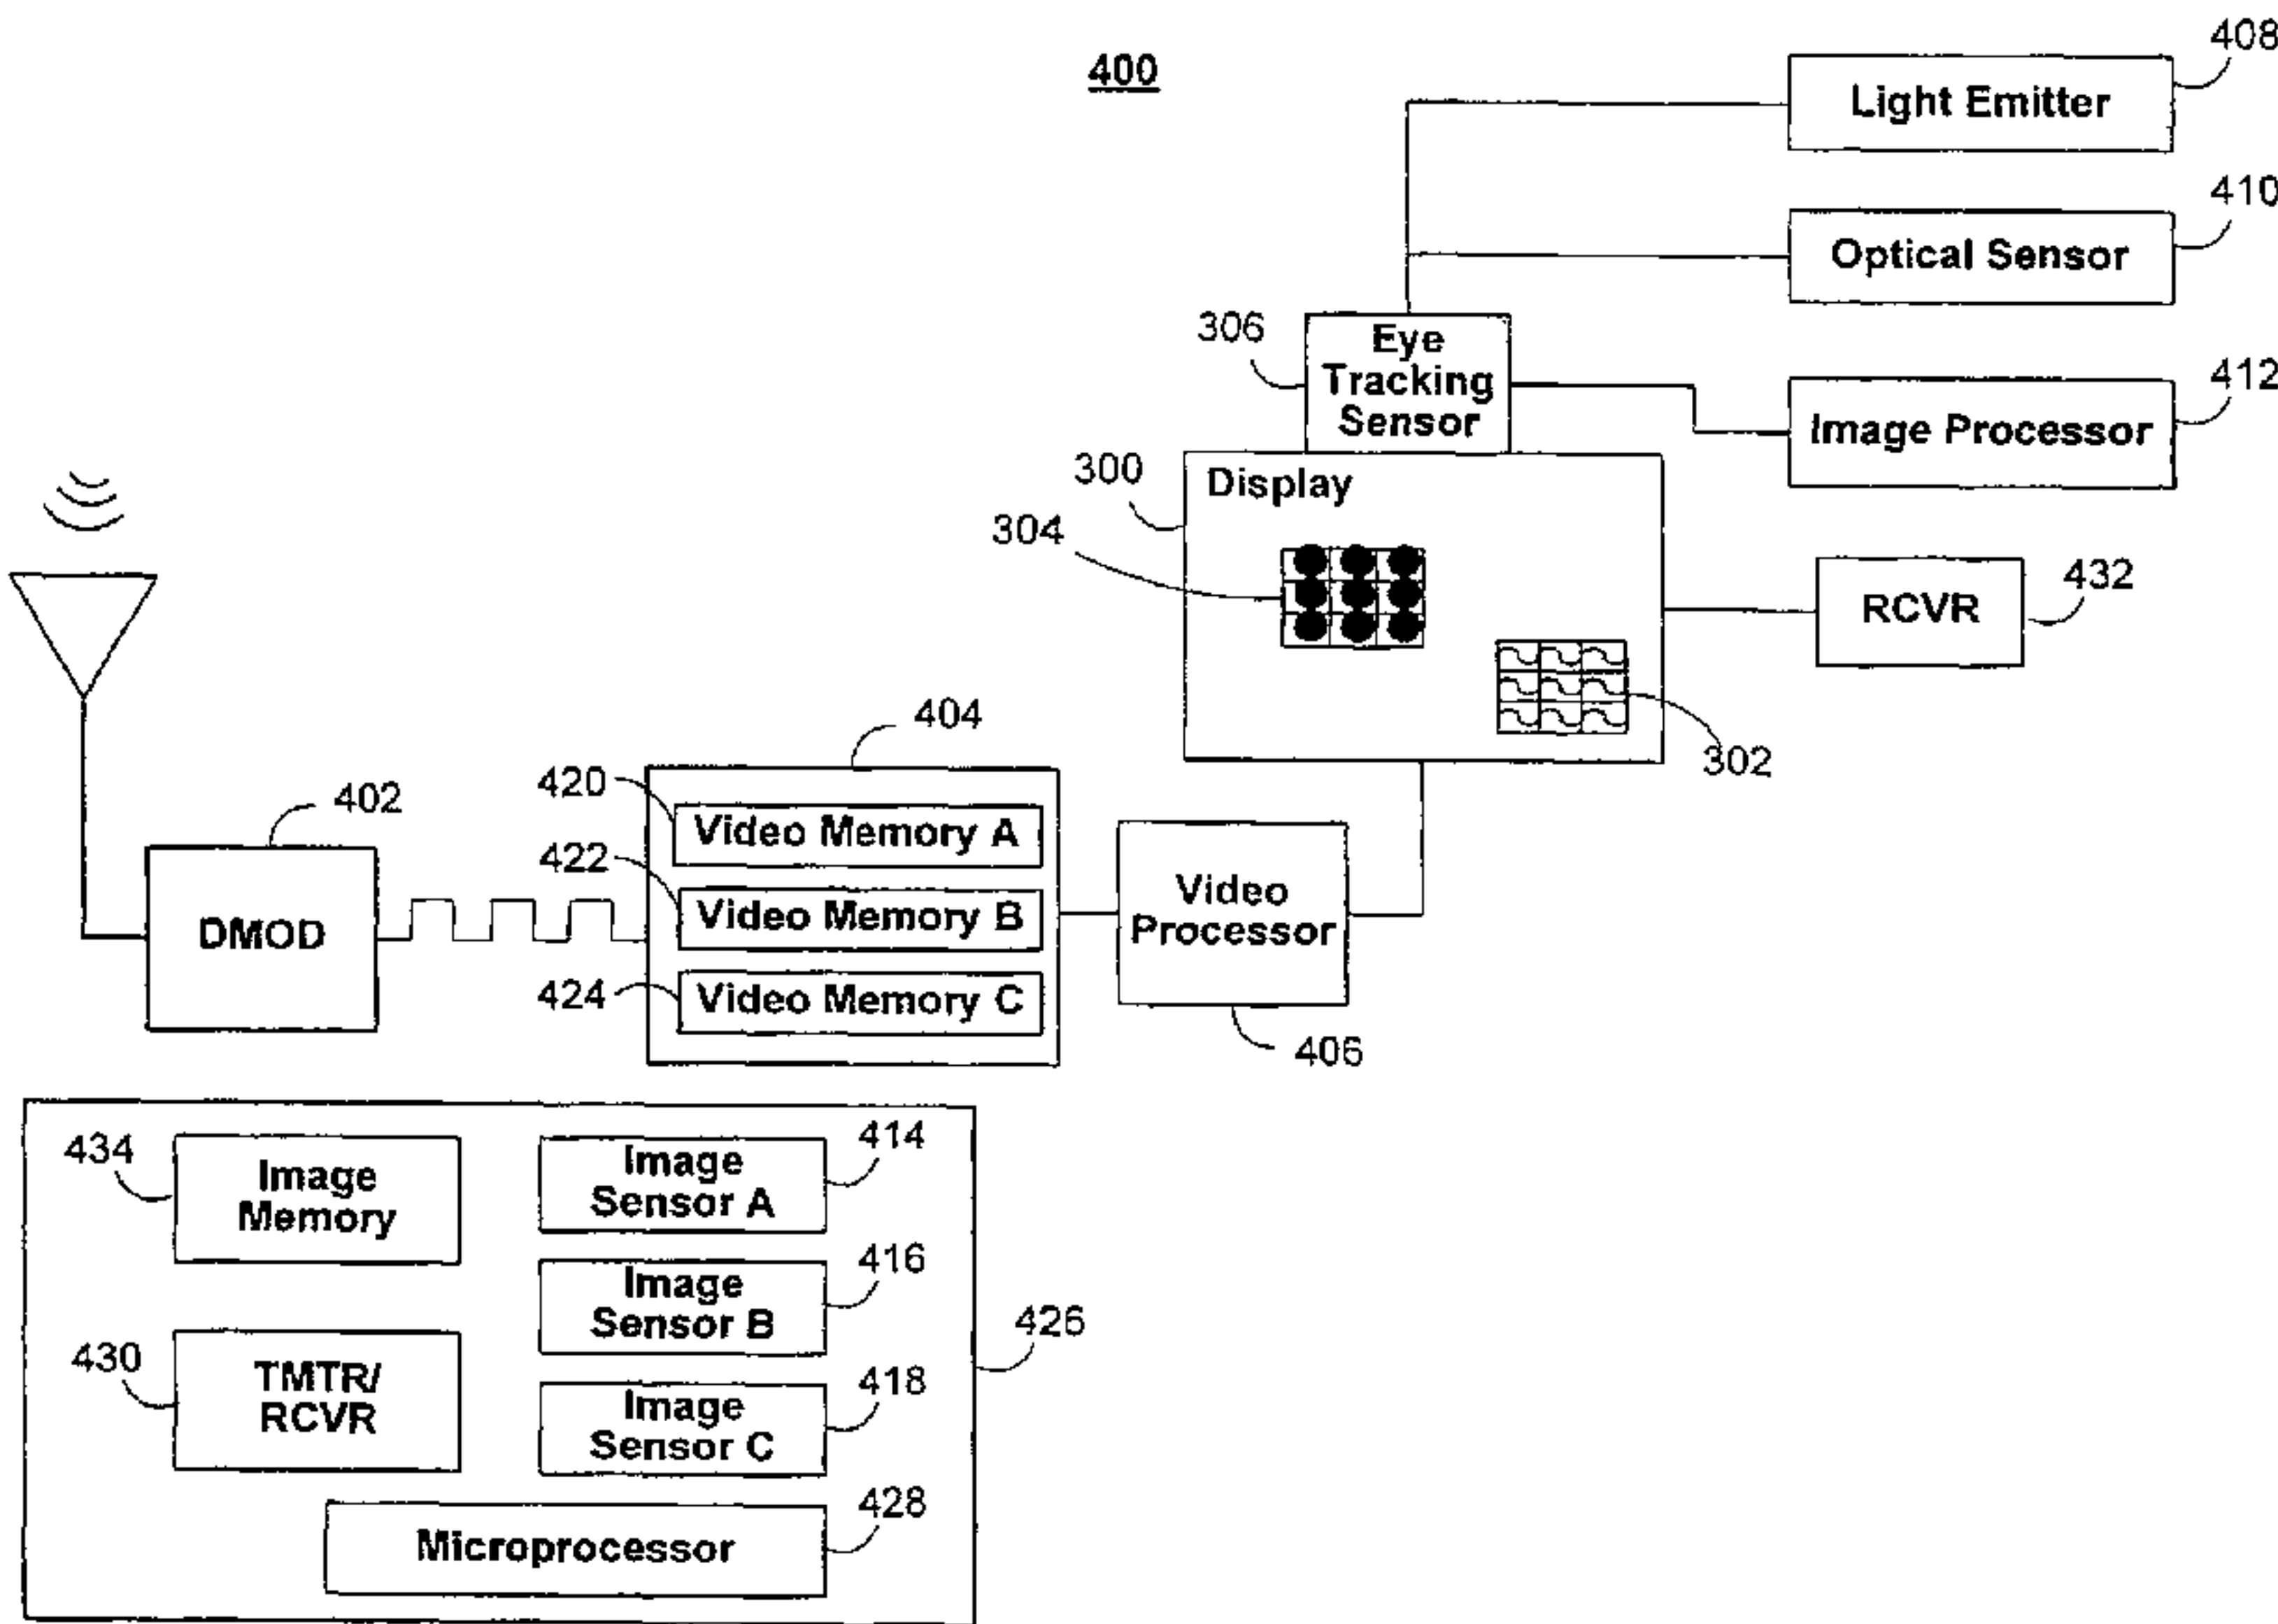 400
408
Light Emitter
410
Optical Sensor
306
Eye
Tracking
Sensor
412
Image Processor
300
Display
304
432
RCVR
302
404
420
Video Memory A
422
Video Memory B
424
Video Memory C
402
DMOD
Video
Processor
406
434
Image
Memory
414
Image
Sensor A
416
Image
Sensor B
426
430
TMTR/
RCVR
418
Image
Sensor C
428
Microprocessor